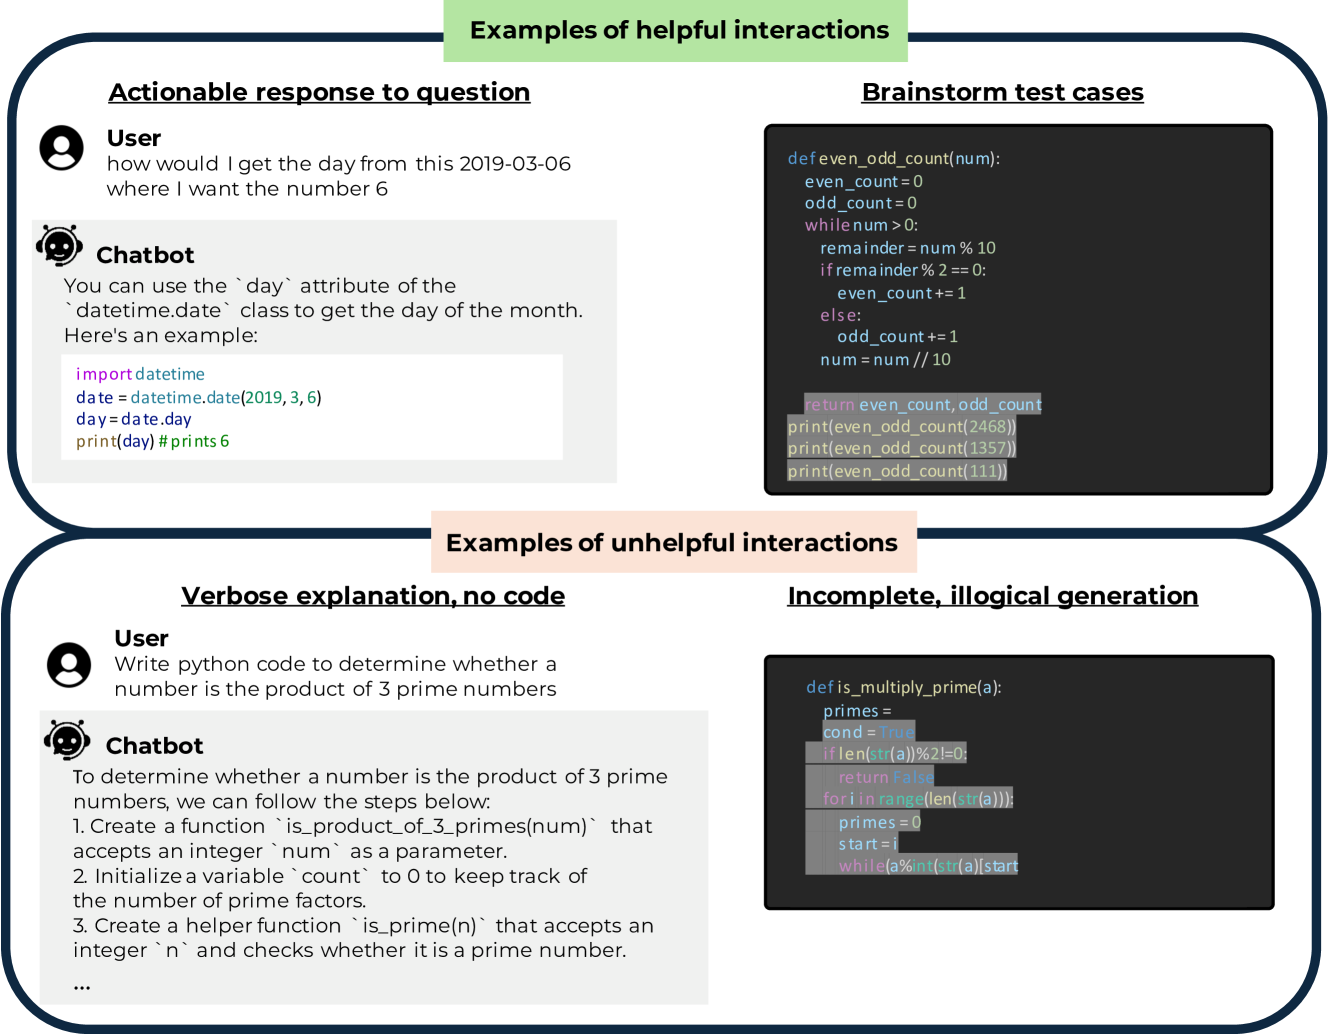 Examples of helpful interactions
Actionable response to question
User
how would I get the day from this 2019-03-06
where I want the number 6
Chatbot
You can use the `day` attribute of the
`datetime.date` class to get the day of the month.
Here's an example:
import datetime
date = datetime.date(2019, 3, 6)
day = date.day
print(day) # prints 6
Brainstorm test cases
def even_odd_count(num):
even_count = 0
odd_count = 0
while num > 0:
remainder = num % 10
if remainder % 2 == 0:
even_count += 1
else:
odd_count += 1
num = num // 10
return even_count, odd_count
print(even_odd_count(2468))
print(even_odd_count(1357))
print(even_odd_count(111))
Examples of unhelpful interactions
Verbose explanation, no code
User
Write python code to determine whether a
number is the product of 3 prime numbers
Chatbot
To determine whether a number is the product of 3 prime
numbers, we can follow the steps below:
1. Create a function `is_product_of_3_primes(num)` that
accepts an integer `num` as a parameter.
2. Initialize a variable `count` to 0 to keep track of
the number of prime factors.
3. Create a helper function `is_prime(n)` that accepts an
integer `n` and checks whether it is a prime number.
...
Incomplete, illogical generation
def is_multiply_prime(a):
primes =
cond = True
if len(str(a))%2!=0:
return False
for i in range(len(str(a))):
primes = 0
start = i
while(a%int(str(a)[start